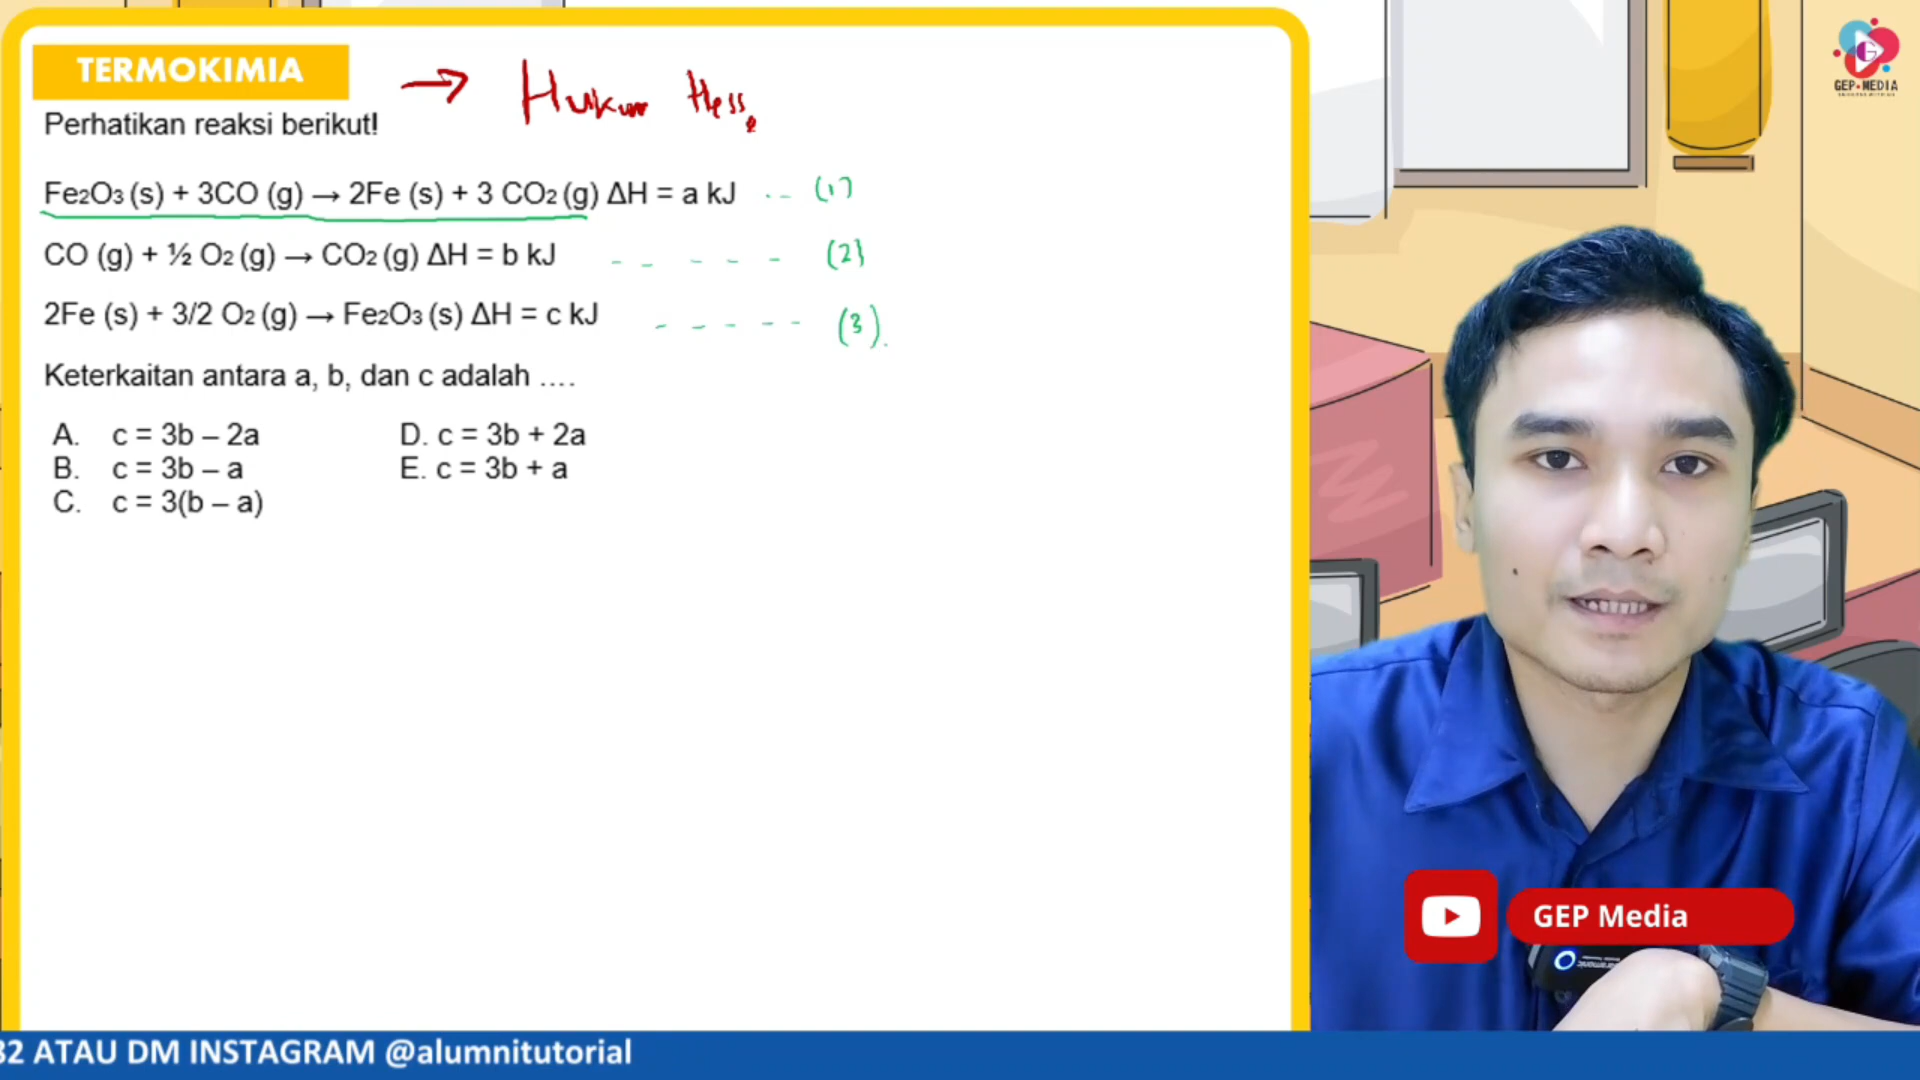 TERMOKIMIA → Hukum Hess
Perhatikan reaksi berikut!
Fe₂O₃ (s) + 3CO (g) → 2Fe (s) + 3 CO₂ (g) ΔH = a kJ -- (1)
CO (g) + ½ O₂ (g) → CO₂ (g) ΔH = b kJ - - - - - (2)
2Fe (s) + 3/2 O₂ (g) → Fe₂O₃ (s) ΔH = c kJ - - - - - (3).
Keterkaitan antara a, b, dan c adalah ....
A. c = 3b – 2a D. c = 3b + 2a
B. c = 3b – a E. c = 3b + a
C. c = 3(b – a)
G
GEP MEDIA
GEP Media
32 ATAU DM INSTAGRAM @alumnitutorial